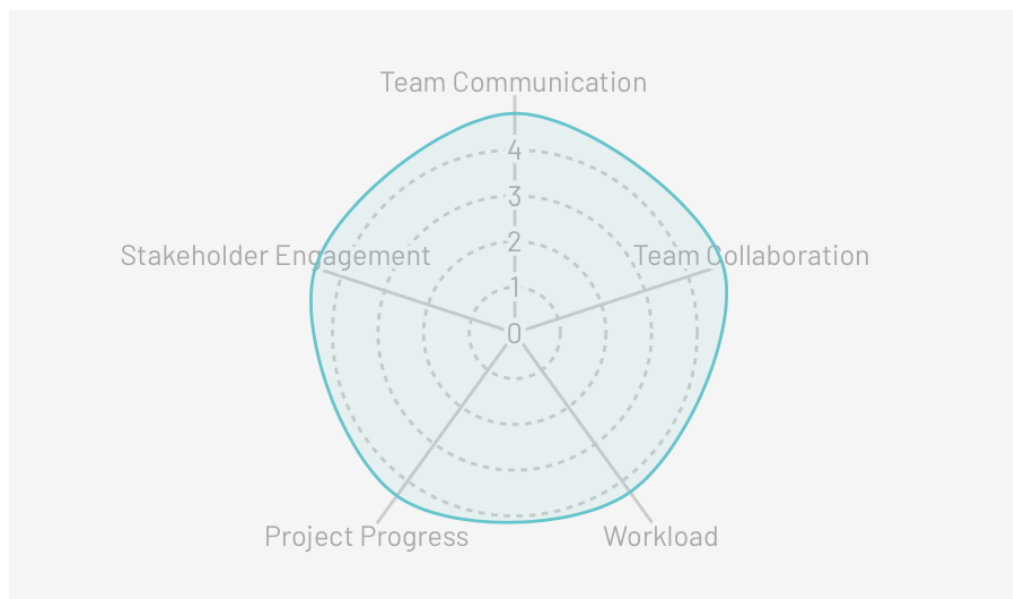 Team Communication
4
3
Stakeholder Engagement
2
Team Collaboration
1
0
Project Progress
Workload